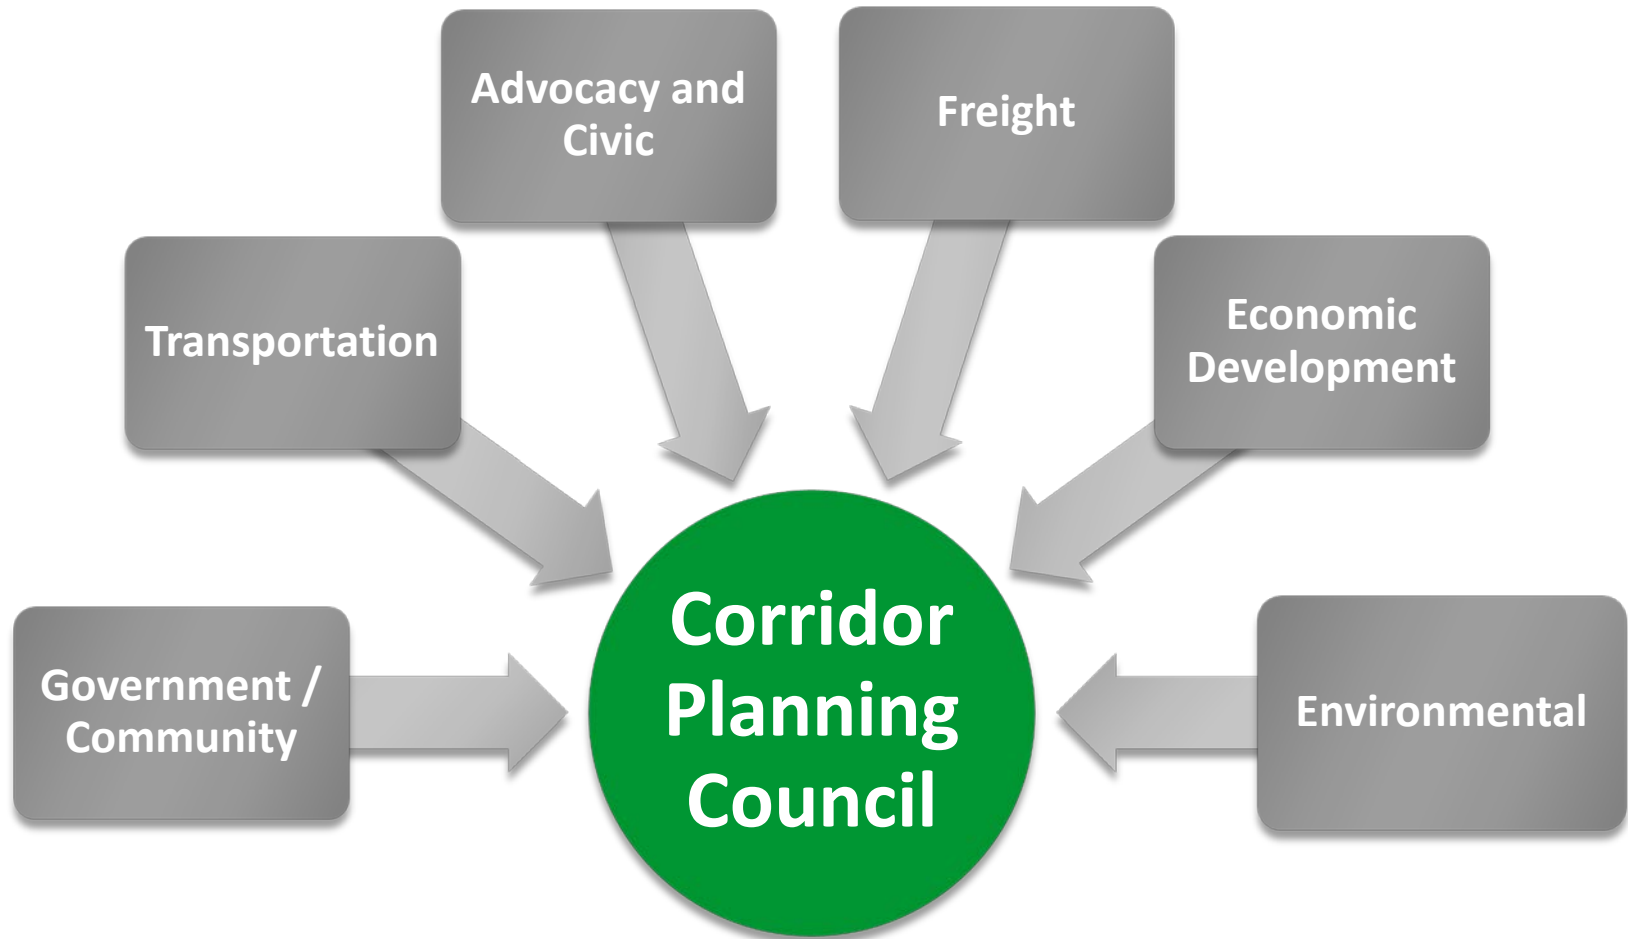 Advocacy and
Civic
Freight
Transportation
Economic
Development
Government /
Community
Corridor
Planning
Council
Environmental